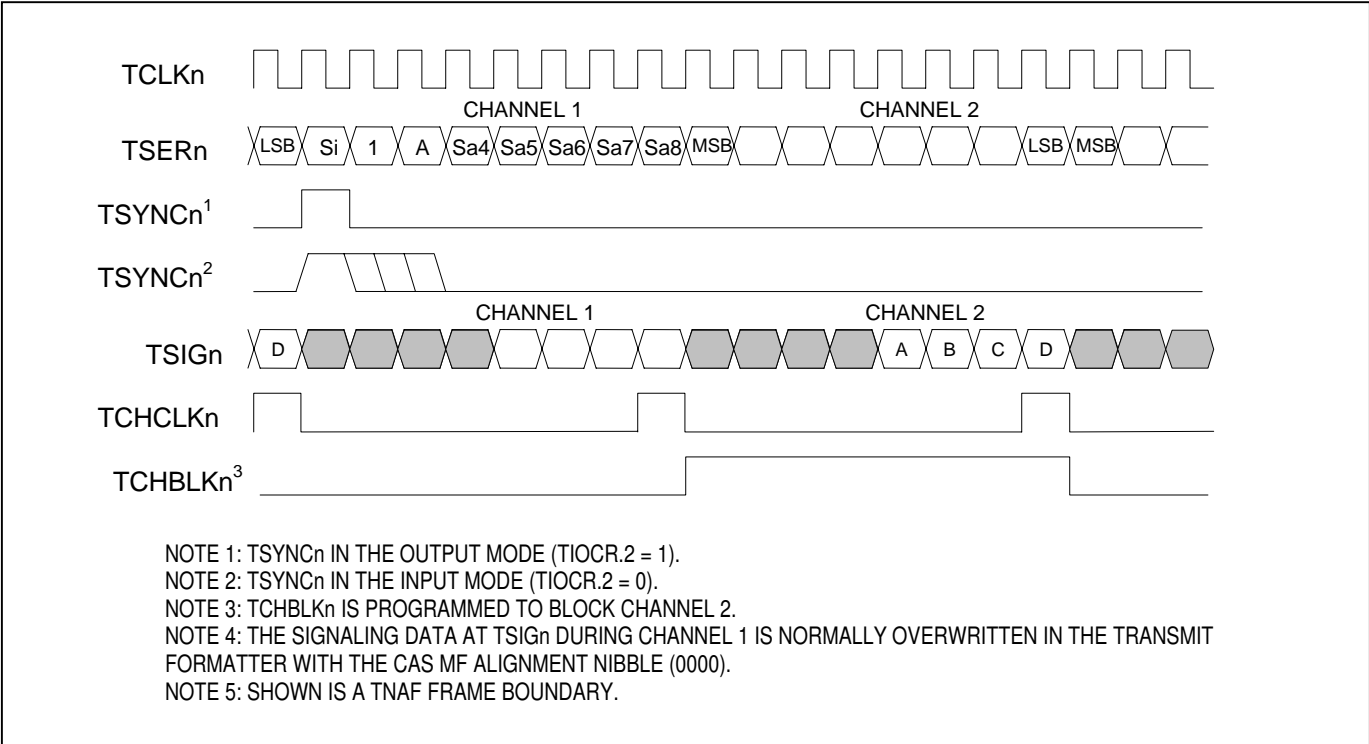 TCLKn
CHANNEL 1 CHANNEL 2
TSERn LSB Si 1 A Sa4 Sa5 Sa6 Sa7 Sa8 MSB LSB MSB
TSYNCn1
TSYNCn2
CHANNEL 1 CHANNEL 2
TSIGn D A B C D
TCHCLKn
TCHBLKn3
NOTE 1: TSYNCn IN THE OUTPUT MODE (TIOCR.2 = 1).
NOTE 2: TSYNCn IN THE INPUT MODE (TIOCR.2 = 0).
NOTE 3: TCHBLKn IS PROGRAMMED TO BLOCK CHANNEL 2.
NOTE 4: THE SIGNALING DATA AT TSIGn DURING CHANNEL 1 IS NORMALLY OVERWRITTEN IN THE TRANSMIT
FORMATTER WITH THE CAS MF ALIGNMENT NIBBLE (0000).
NOTE 5: SHOWN IS A TNAF FRAME BOUNDARY.